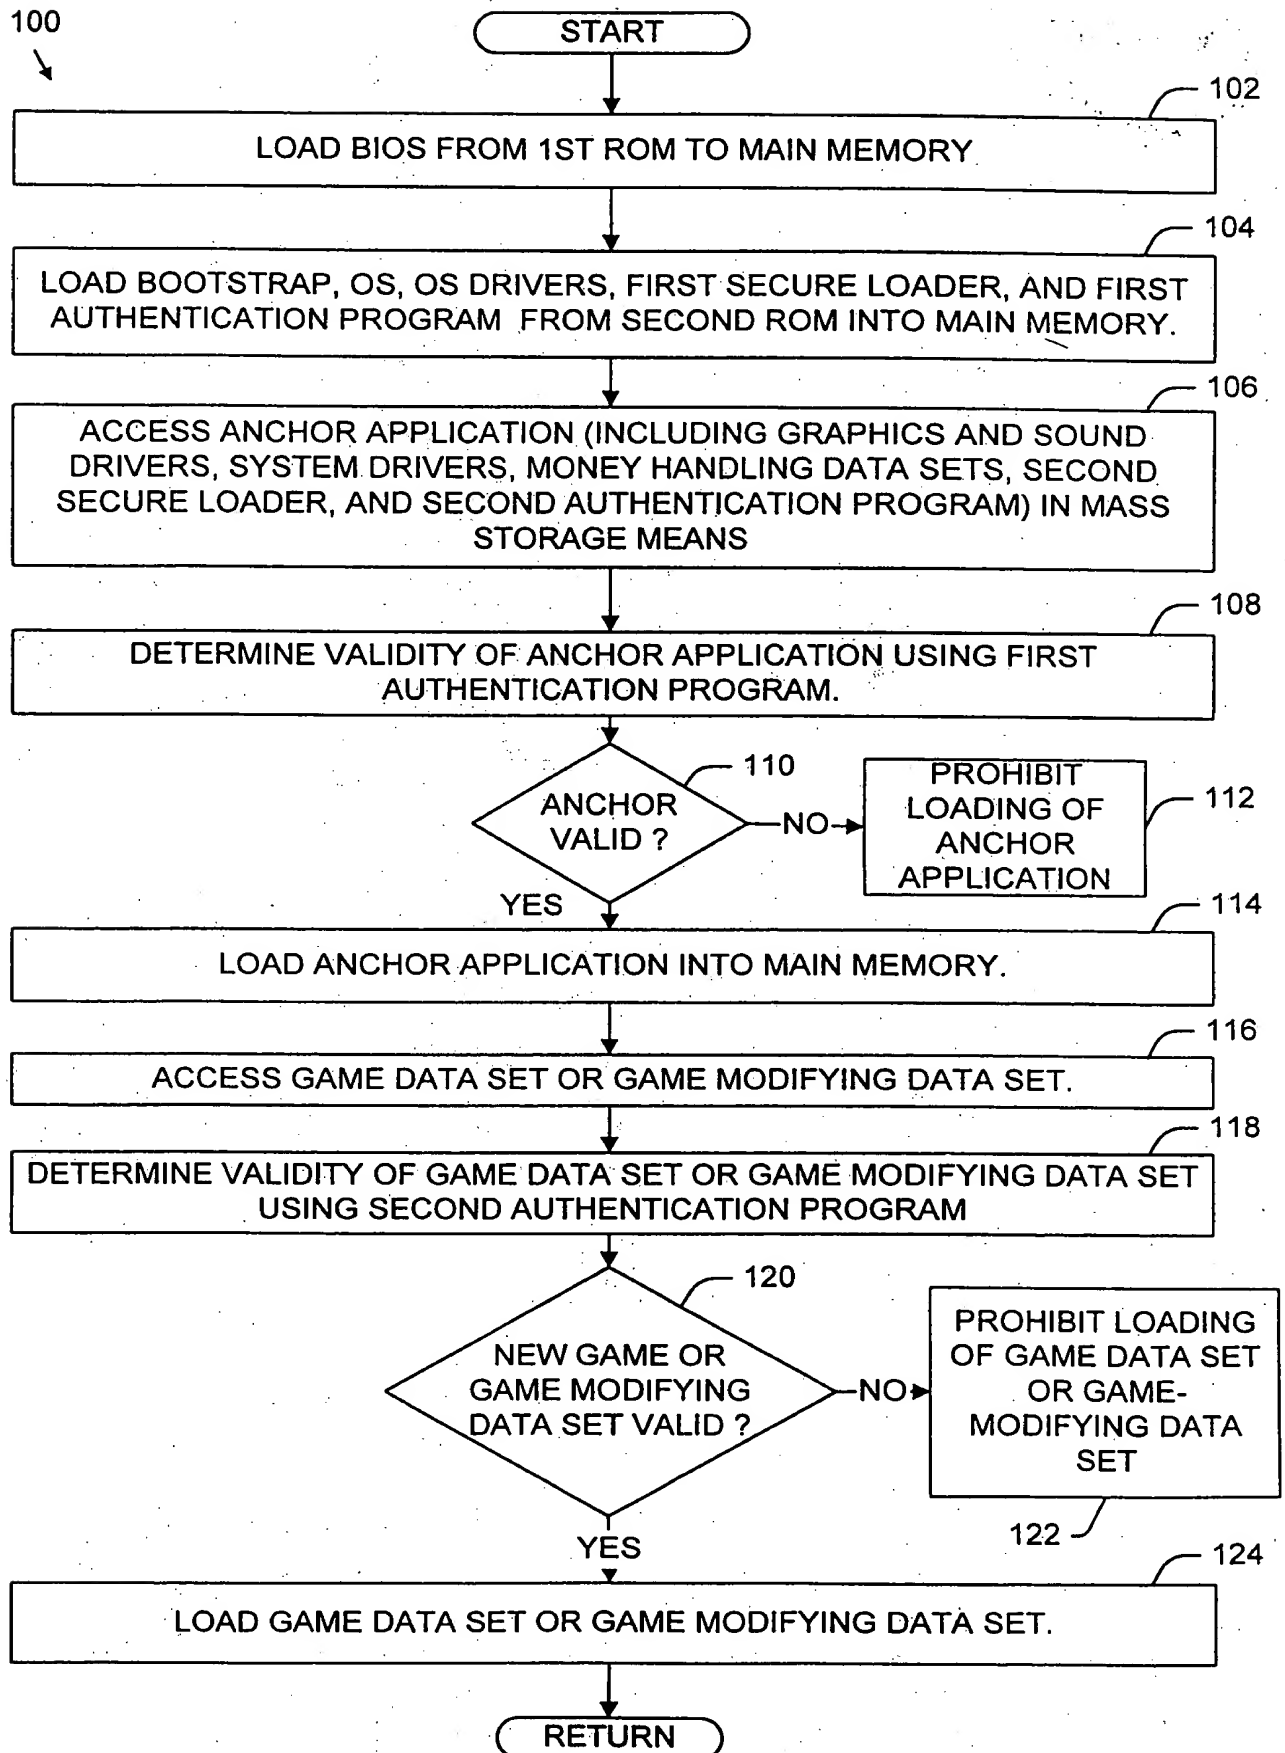 100
START
102
LOAD BIOS FROM 1ST ROM TO MAIN MEMORY
104
LOAD BOOTSTRAP, OS, OS DRIVERS, FIRST SECURE LOADER, AND FIRST
AUTHENTICATION PROGRAM FROM SECOND ROM INTO MAIN MEMORY.
106
ACCESS ANCHOR APPLICATION (INCLUDING GRAPHICS AND SOUND
DRIVERS, SYSTEM DRIVERS, MONEY HANDLING DATA SETS, SECOND
SECURE LOADER, AND SECOND AUTHENTICATION PROGRAM) IN MASS
STORAGE MEANS
108
DETERMINE VALIDITY OF ANCHOR APPLICATION USING FIRST
AUTHENTICATION PROGRAM.
110
ANCHOR
VALID ?
NO
PROHIBIT
LOADING OF
ANCHOR
APPLICATION
112
YES
114
LOAD ANCHOR APPLICATION INTO MAIN MEMORY.
116
ACCESS GAME DATA SET OR GAME MODIFYING DATA SET.
118
DETERMINE VALIDITY OF GAME DATA SET OR GAME MODIFYING DATA SET
USING SECOND AUTHENTICATION PROGRAM
120
NEW GAME OR
GAME MODIFYING
DATA SET VALID ?
NO
PROHIBIT LOADING
OF GAME DATA SET
OR GAME-
MODIFYING DATA
SET
122
YES
124
LOAD GAME DATA SET OR GAME MODIFYING DATA SET.
RETURN